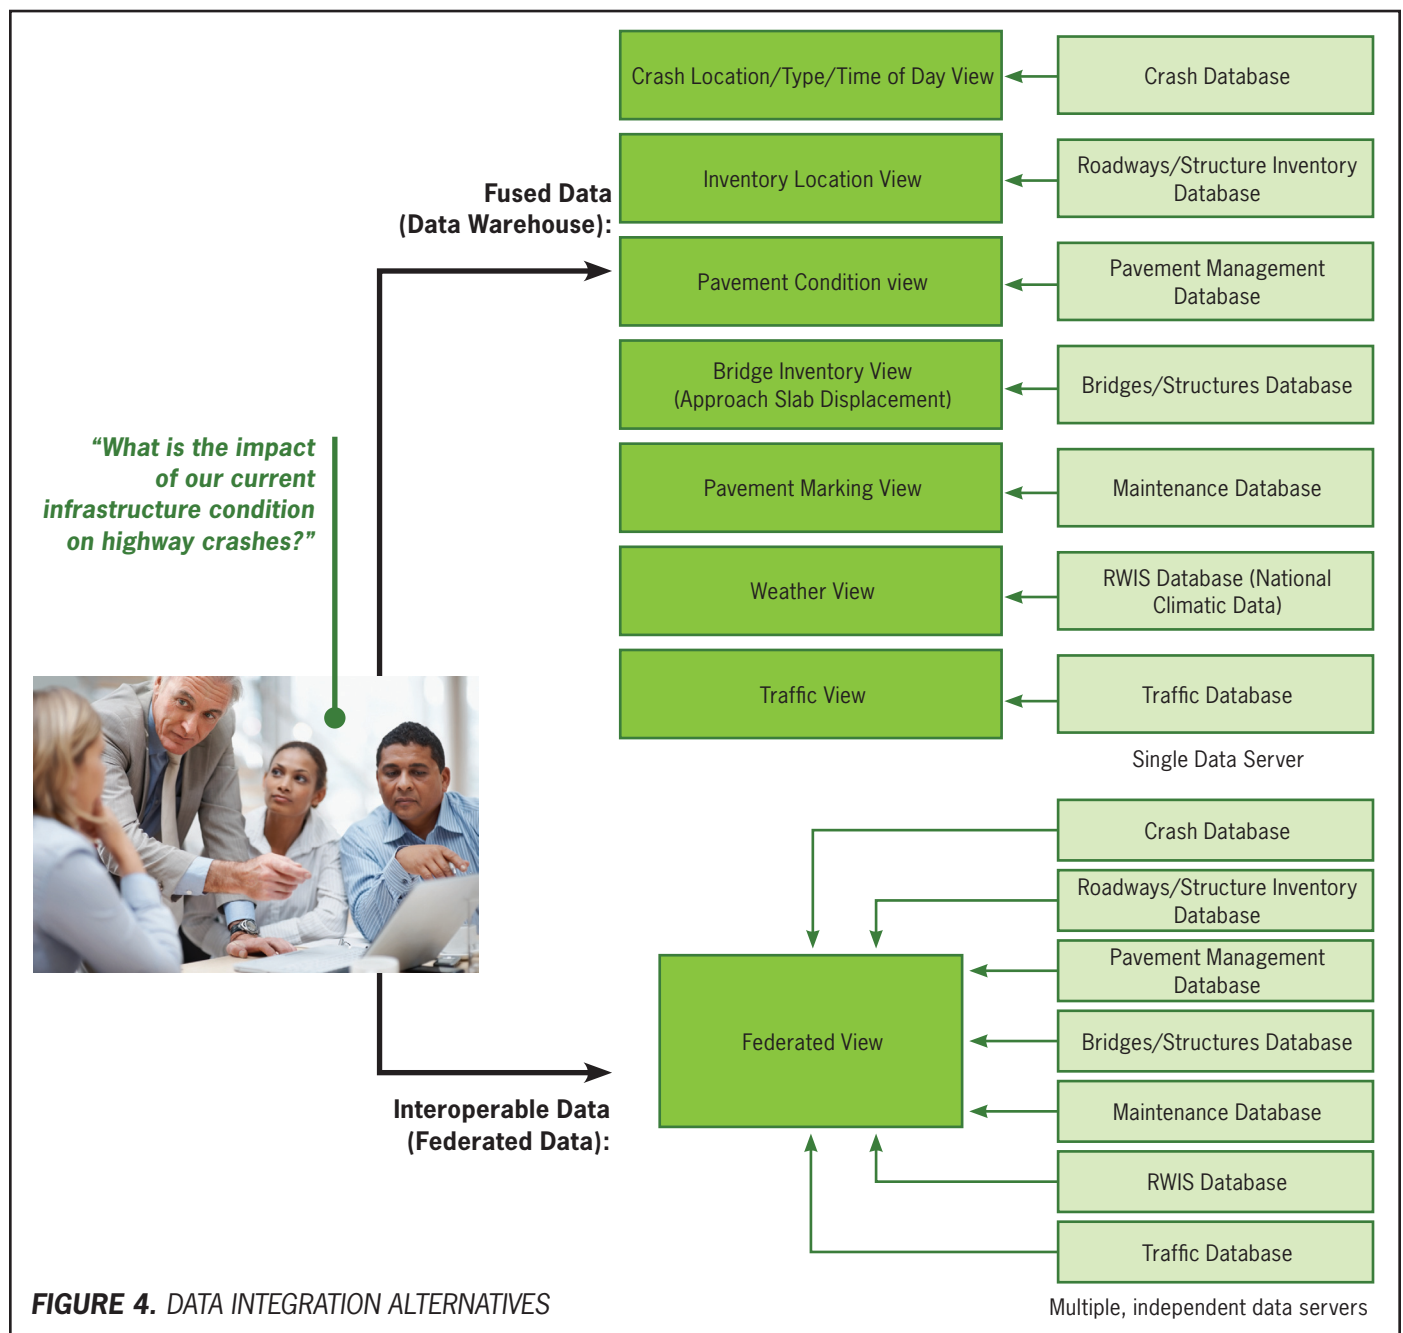 Crash Location/Type/Time of Day View
Crash Database
Fused Data
(Data Warehouse):
Inventory Location View
Roadways/Structure Inventory
Database
Pavement Condition view
Pavement Management
Database
Bridge Inventory View
(Approach Slab Displacement)
Bridges/Structures Database
“What is the impact
of our current
infrastructure condition
on highway crashes?”
Pavement Marking View
Maintenance Database
Weather View
RWIS Database (National
Climatic Data)
Traffic View
Traffic Database
Single Data Server
Crash Database
Roadways/Structure Inventory
Database
Pavement Management
Database
Federated View
Bridges/Structures Database
Interoperable Data
(Federated Data):
Maintenance Database
RWIS Database
Traffic Database
FIGURE 4. DATA INTEGRATION ALTERNATIVES
Multiple, independent data servers